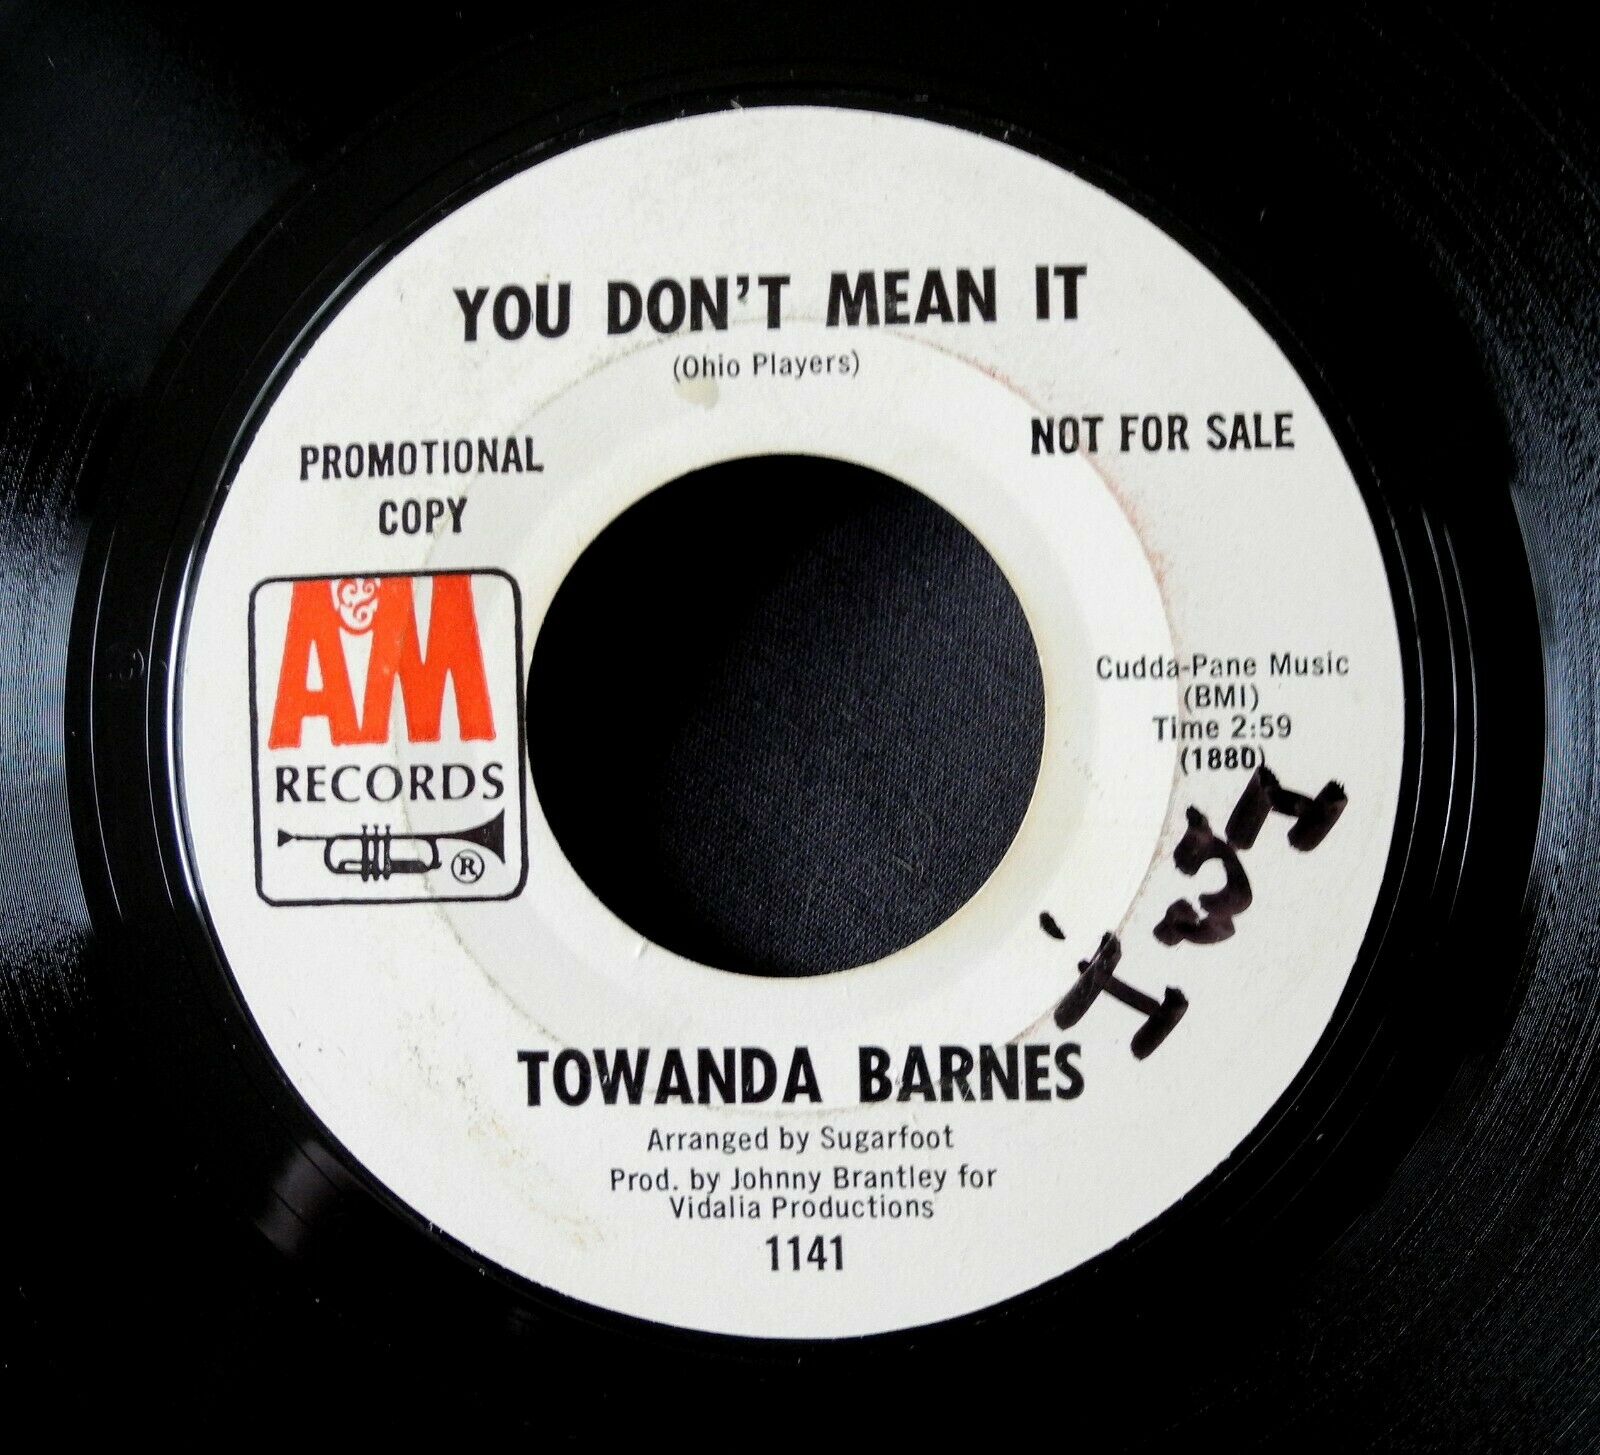 YOU DON'T MEAN IT
(Ohio Players)
PROMOTIONAL
COPY
NOT FOR SALE
A&M
RECORDS
®
Cudda-Pane Music
(BMI)
Time 2:59
(1880)
TOWANDA BARNES
Arranged by Sugarfoot
Prod. by Johnny Brantley for
Vidalia Productions
1141